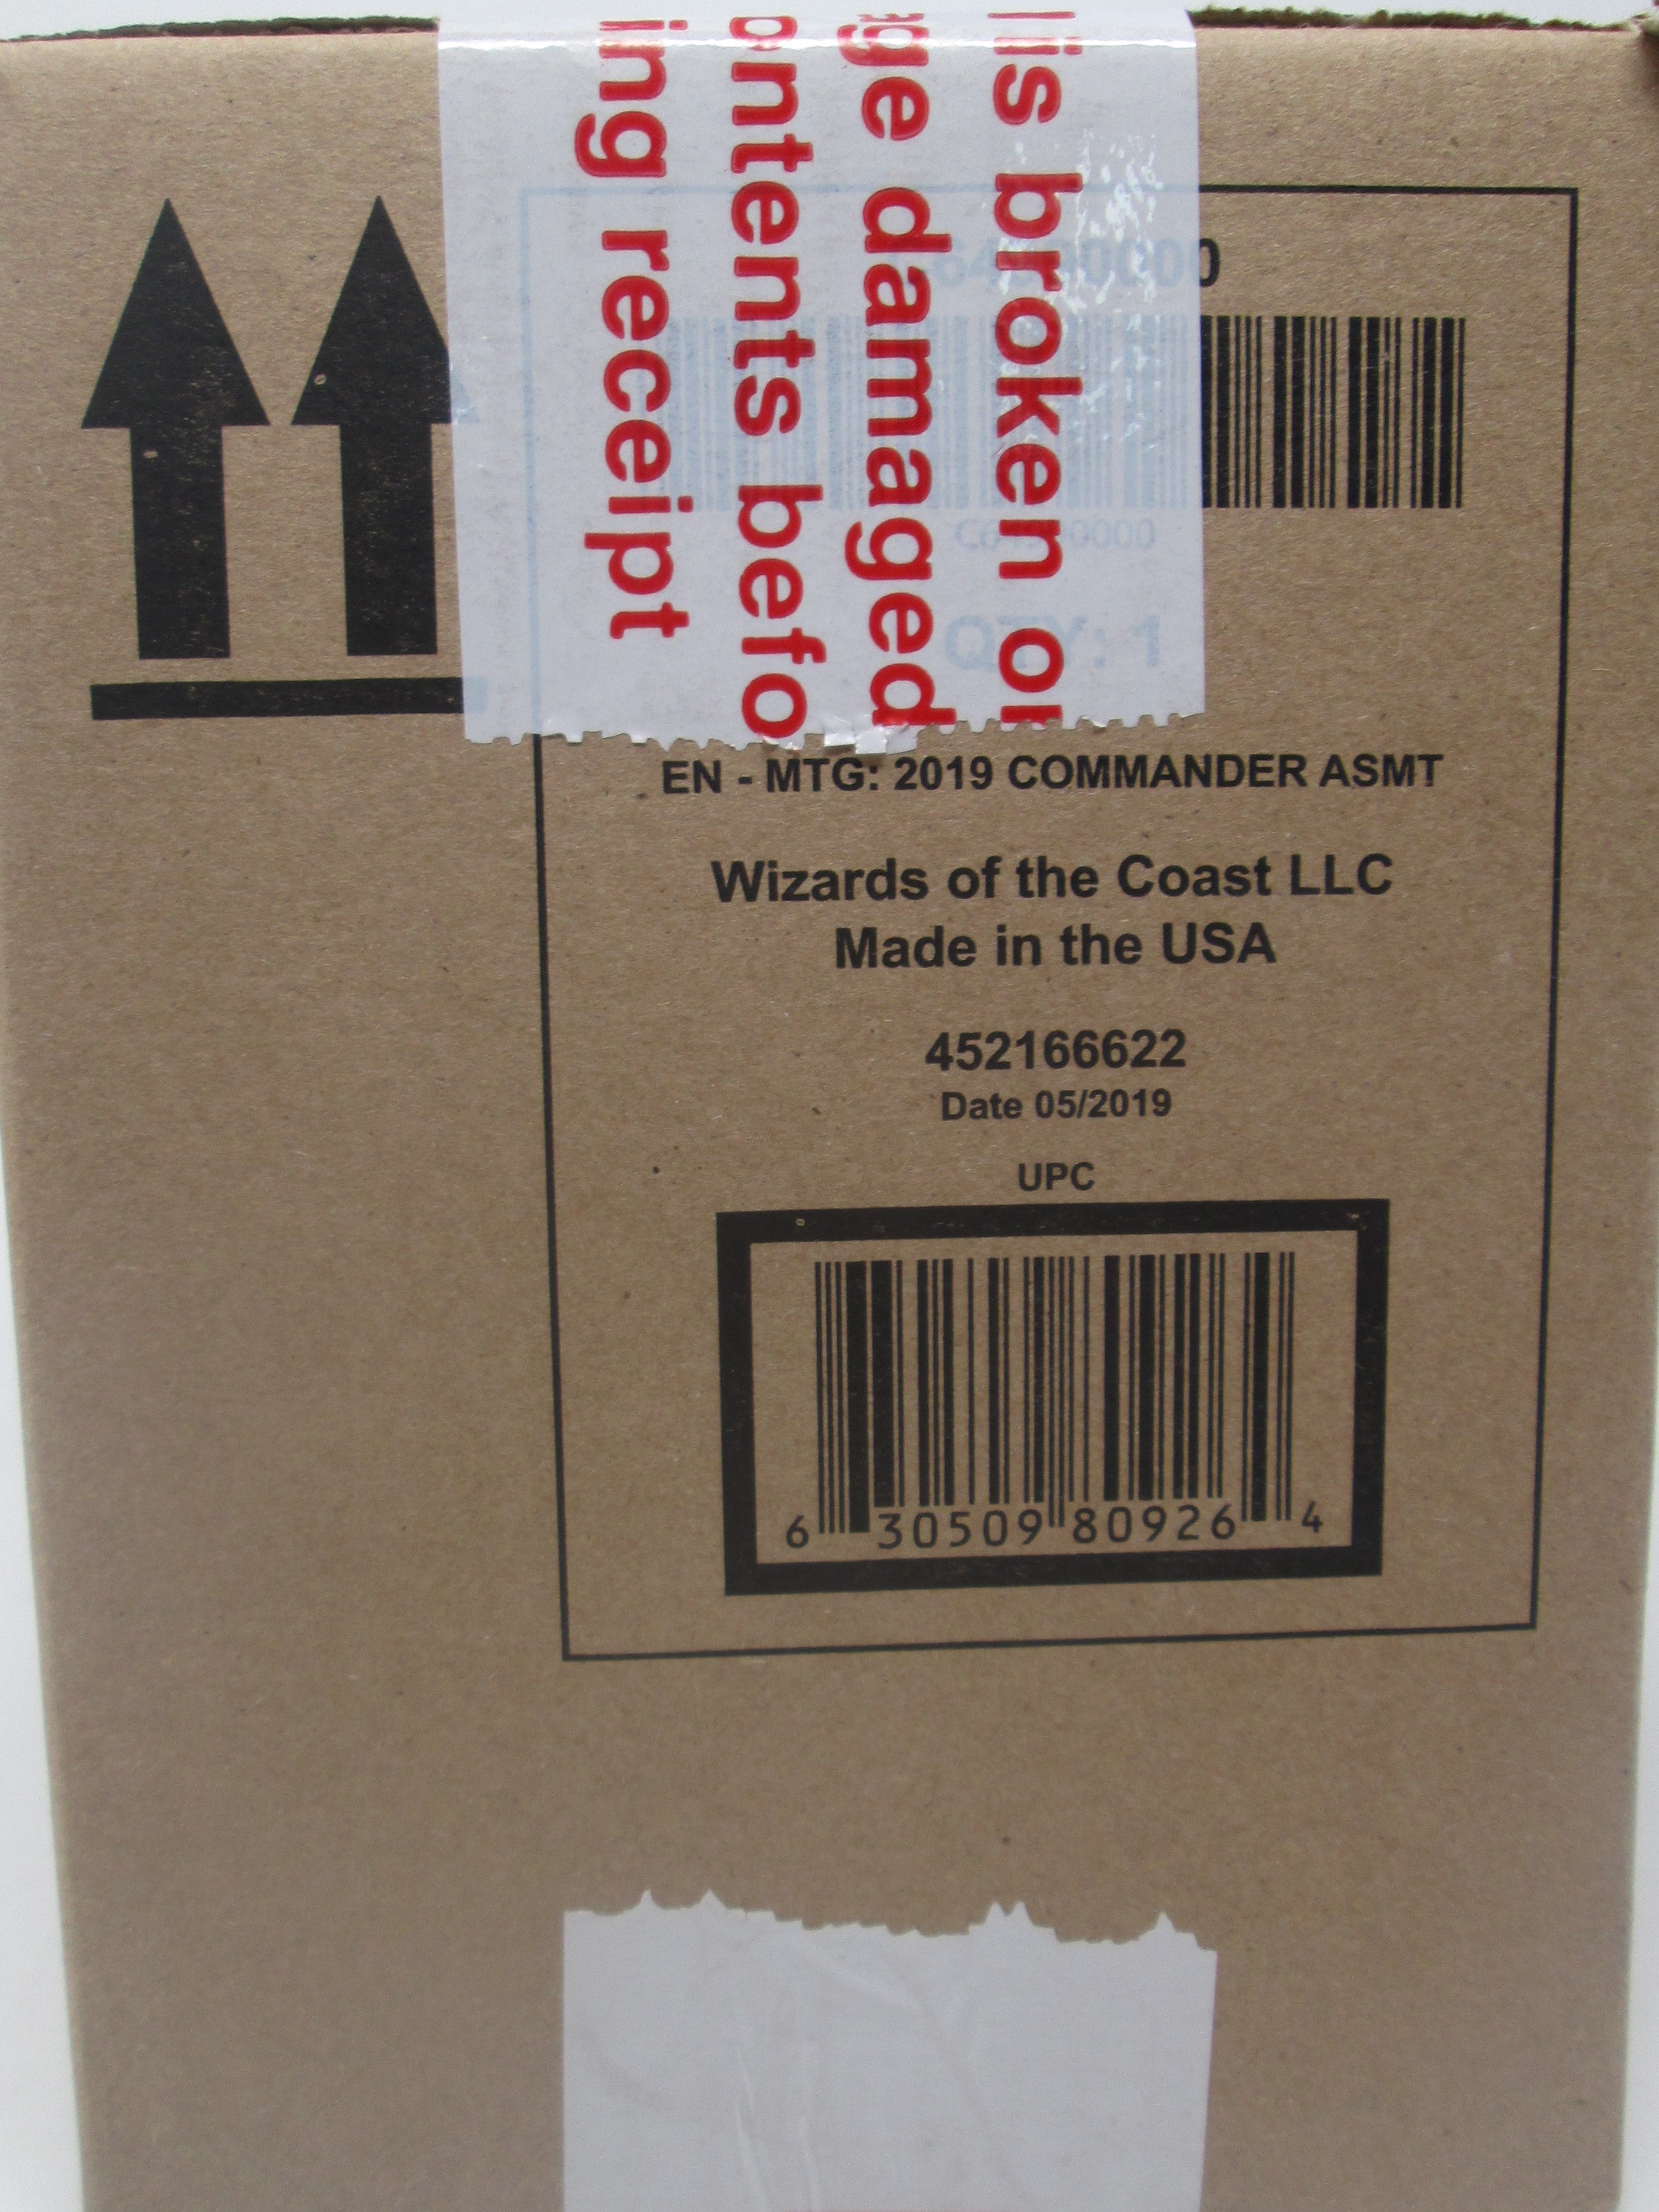 l is broken or
ge damaged
ontents befo
ing receipt
QTY: 1
EN - MTG: 2019 COMMANDER ASMT
Wizards of the Coast LLC
Made in the USA
452166622
Date 05/2019
UPC
6 30509 80926 4